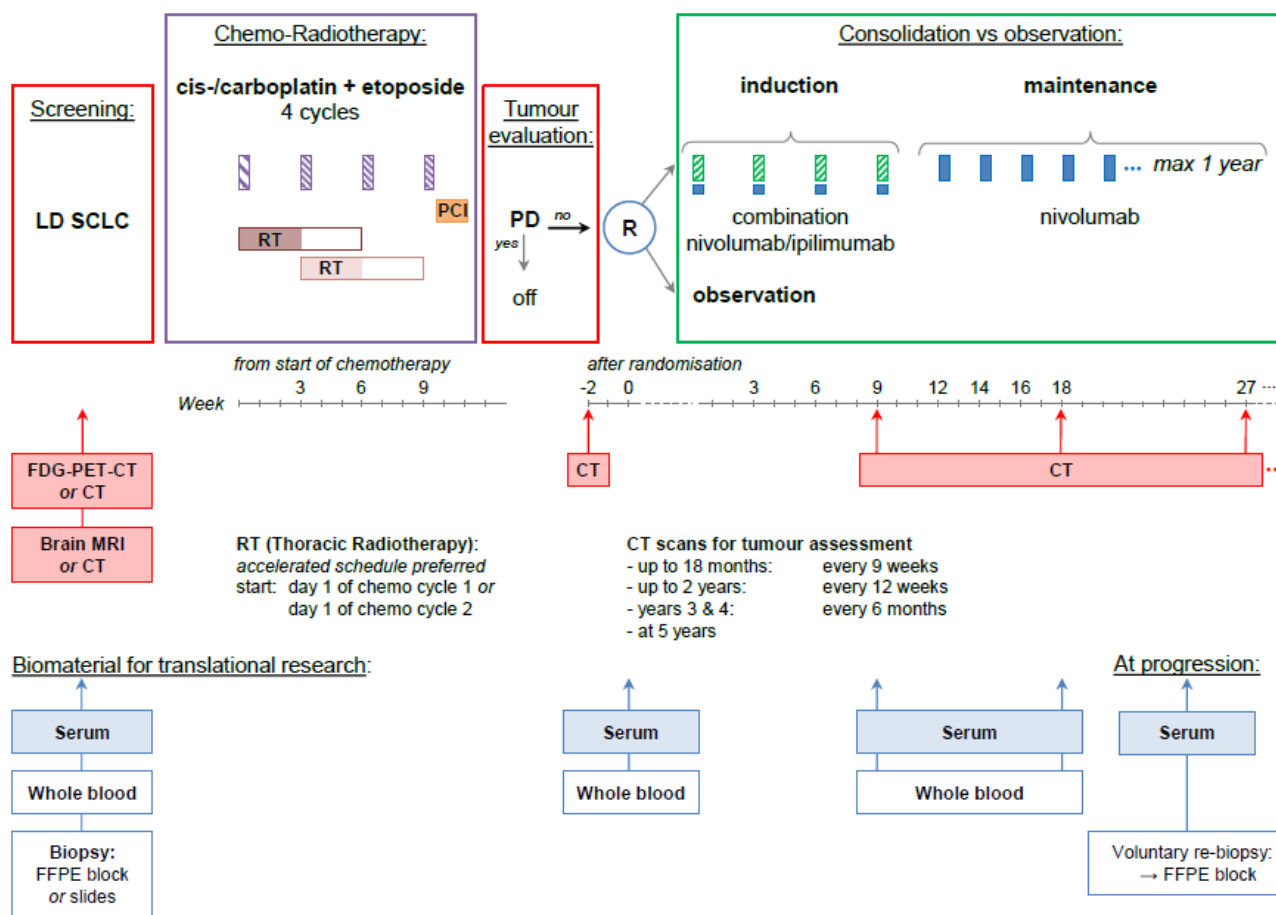 Screening:
LD SCLC
Chemo-Radiotherapy:
cis-/carboplatin + etoposide
4 cycles
PCI
RT
RT
Tumour
evaluation:
PD
no
yes
off
R
Consolidation vs observation:
induction
maintenance
... max 1 year
combination
nivolumab/ipilimumab
nivolumab
observation
from start of chemotherapy
after randomisation
Week
3 6 9
-2 0 3 6 9 12 14 16 18 27 ...
FDG-PET-CT
or CT
Brain MRI
or CT
CT
CT
...
RT (Thoracic Radiotherapy):
accelerated schedule preferred
start: day 1 of chemo cycle 1 or
day 1 of chemo cycle 2
CT scans for tumour assessment
- up to 18 months: every 9 weeks
- up to 2 years: every 12 weeks
- years 3 & 4: every 6 months
- at 5 years
Biomaterial for translational research:
At progression:
Serum
Serum
Serum
Serum
Whole blood
Whole blood
Whole blood
Biopsy:
FFPE block
or slides
Voluntary re-biopsy:
→ FFPE block